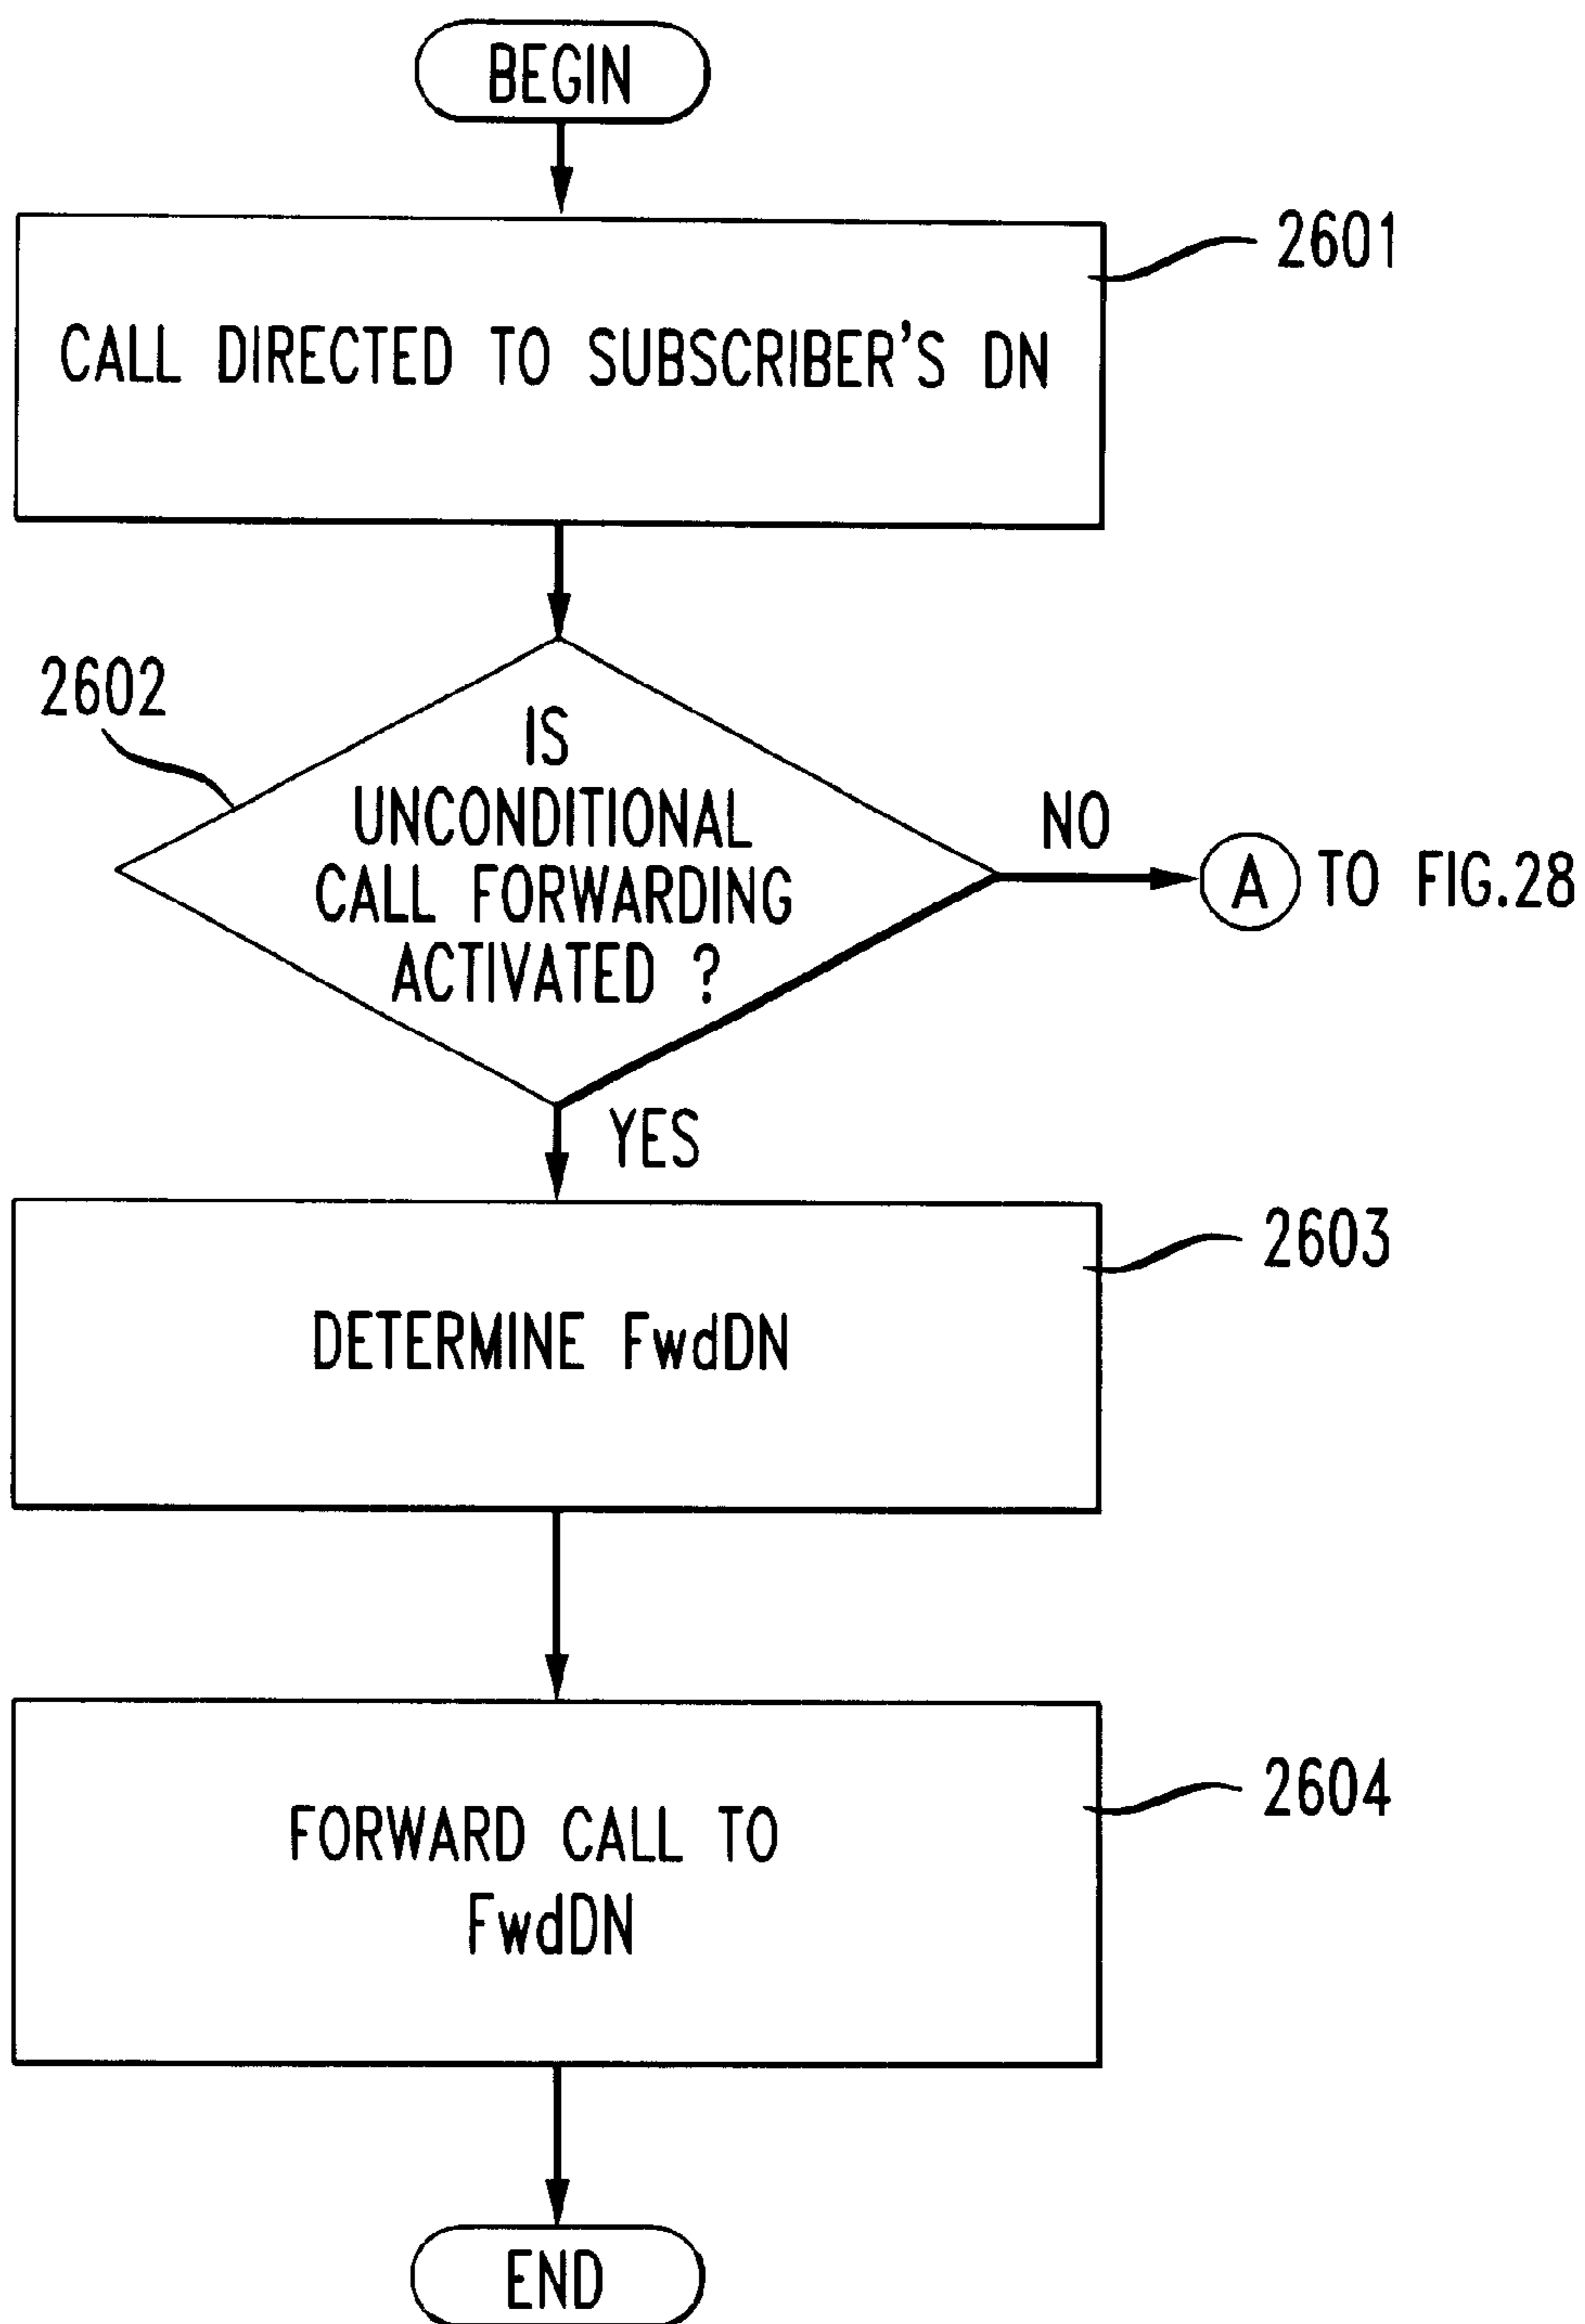 BEGIN
2601
CALL DIRECTED TO SUBSCRIBER'S DN
2602
IS
UNCONDITIONAL
CALL FORWARDING
ACTIVATED ?
NO
A TO FIG.28
YES
2603
DETERMINE FwdDN
2604
FORWARD CALL TO
FwdDN
END